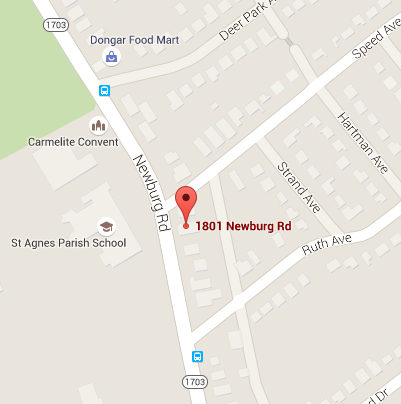 1703
Deer Park A
Dongar Food Mart
Speed Ave
Hartman Ave
Carmelite Convent
Newburg Rd
Strand Ave
1801 Newburg Rd
St Agnes Parish School
Ruth Ave
1703
d Dr